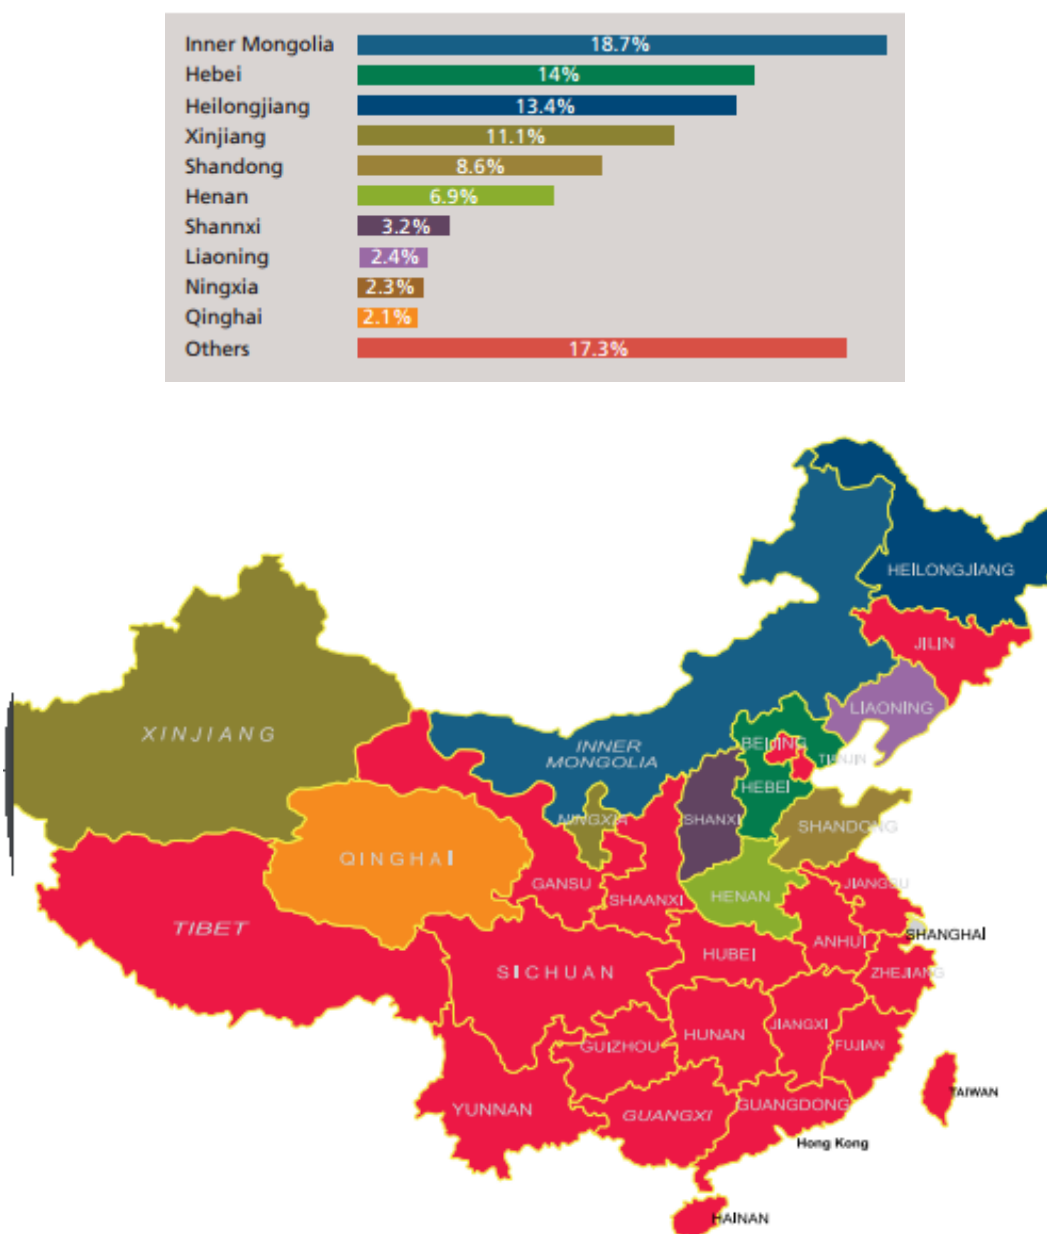 Inner Mongolia 18.7%
Hebei 14%
Heilongjiang 13.4%
Xinjiang 11.1%
Shandong 8.6%
Henan 6.9%
Shannxi 3.2%
Liaoning 2.4%
Ningxia 2.3%
Qinghai 2.1%
Others 17.3%
HEILONGJIANG
JILIN
LIAONING
XINJIANG
INNER
MONGOLIA
BEIJING
TIANJIN
HEBEI
NINGXIA
SHANXI
SHANDONG
QINGHAI
GANSU
SHAANXI
HENAN
JIANGSU
TIBET
SICHUAN
HUBEI
ANHUI
SHANGHAI
ZHEJIANG
GUIZHOU
HUNAN
JIANGXI
FUJIAN
YUNNAN
GUANGXI
GUANGDONG
TAIWAN
Hong Kong
HAINAN